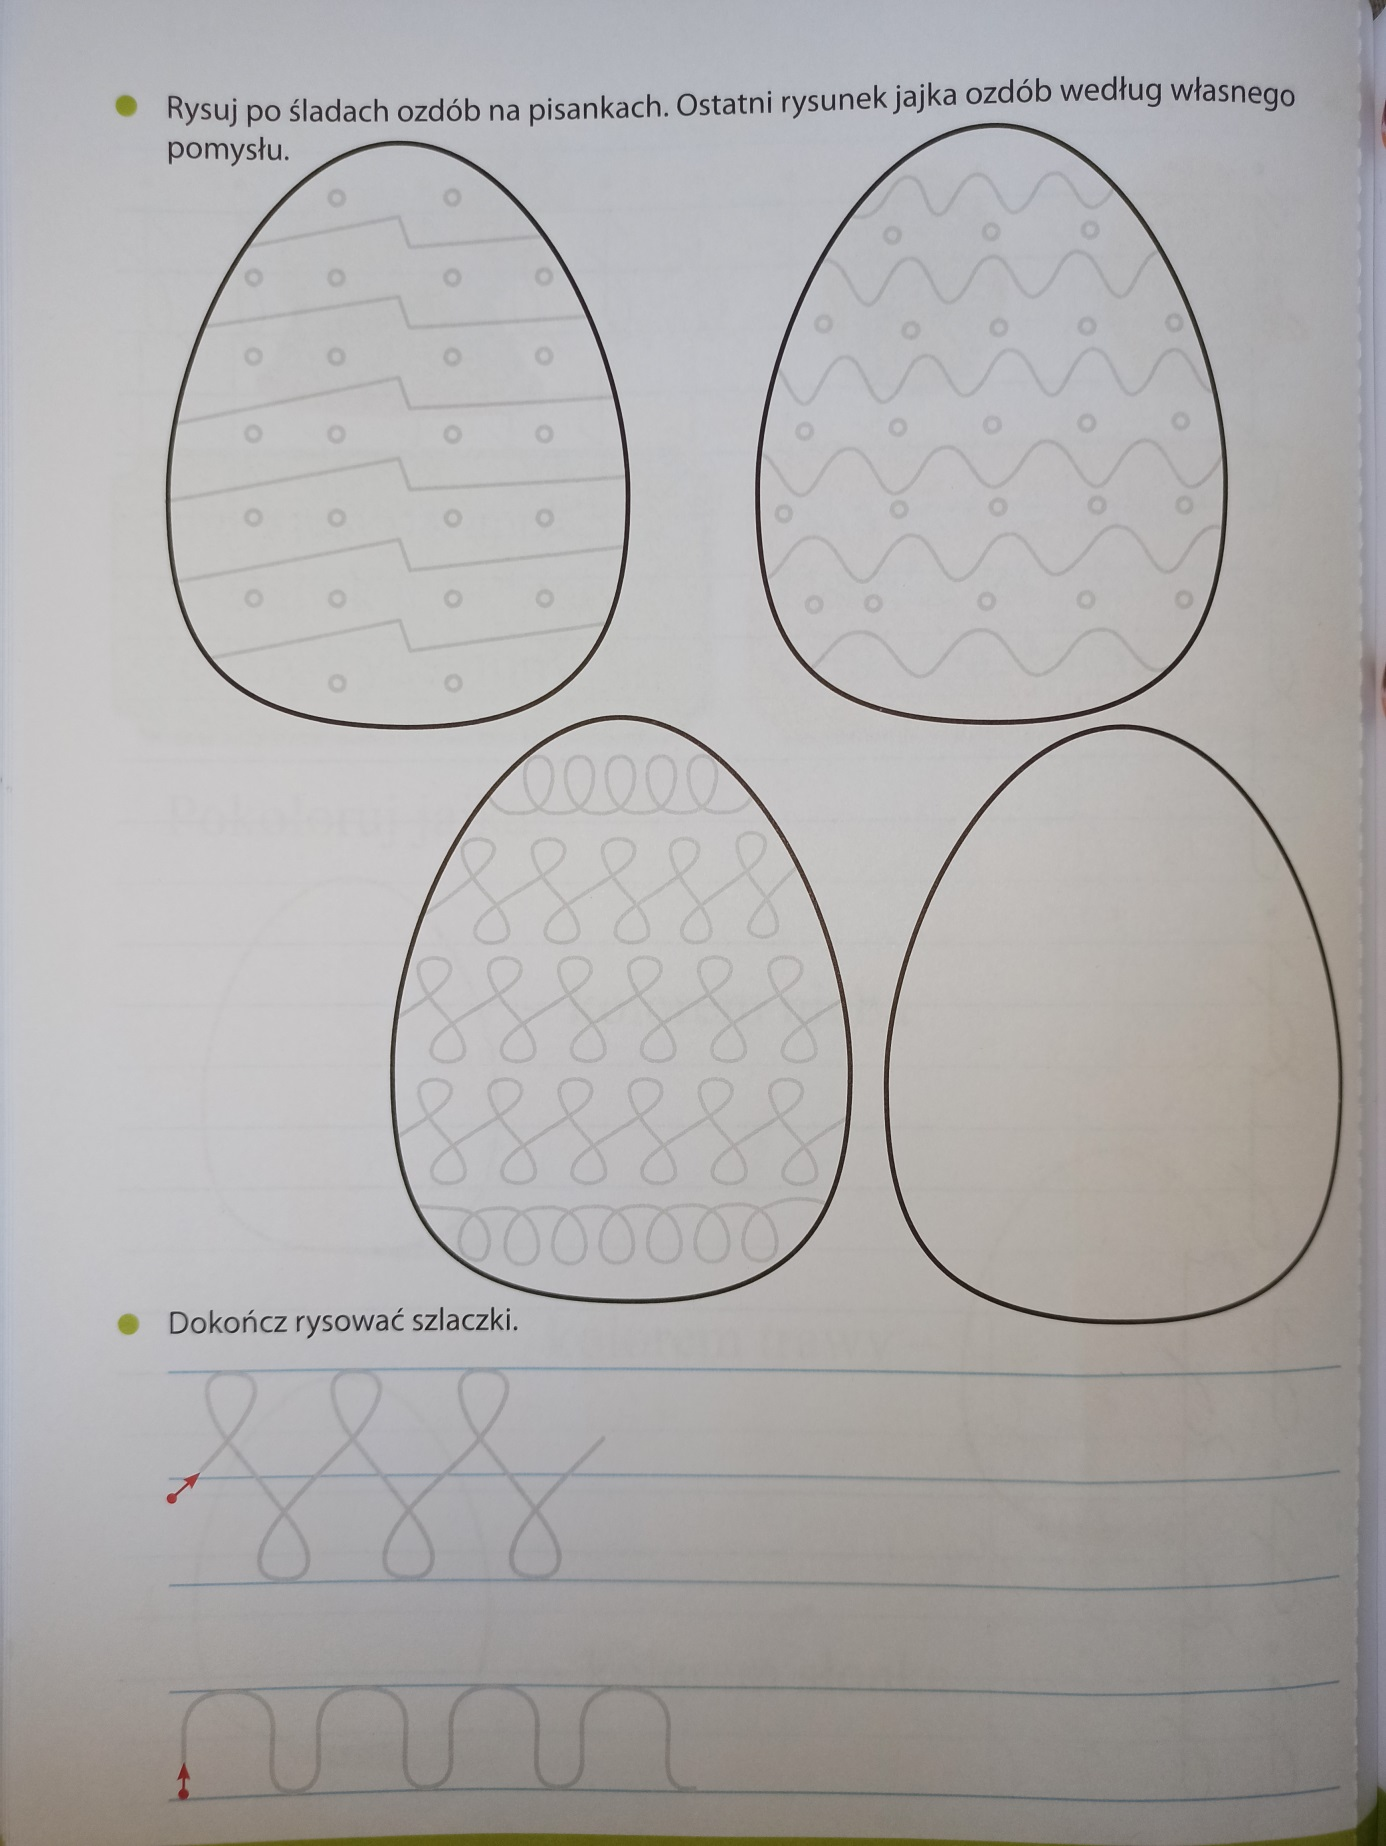 Rysuj po śladach ozdób na pisankach. Ostatni rysunek jajka ozdób według własnego
pomysłu.
Dokończ rysować szlaczki.